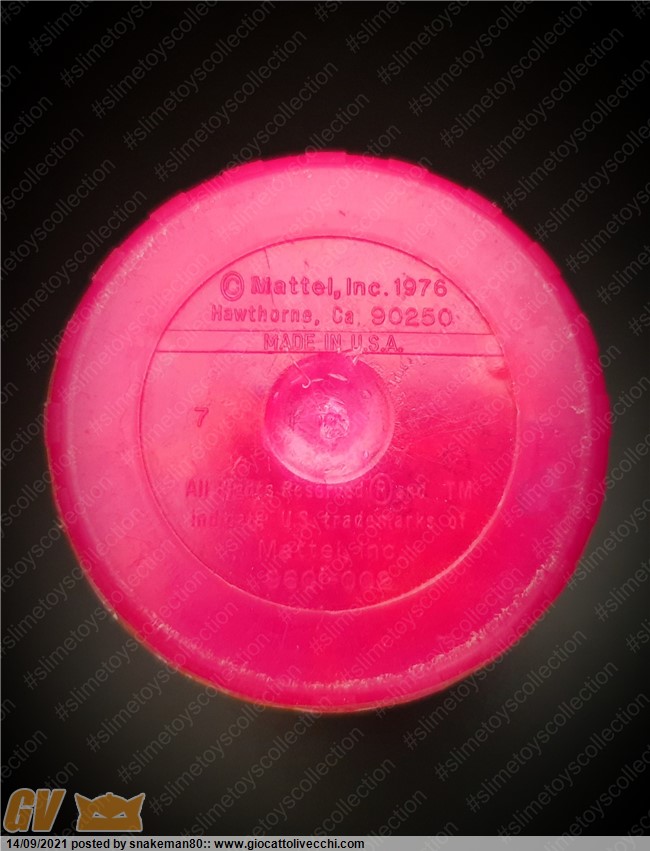 © Mattel, Inc. 1976
Hawthorne, Ca. 90250
MADE IN U.S.A.
7
All Rights Reserved ® and TM
indicate U.S. trademarks of
Mattel, Inc.
#slimetoyscollection
GV
14/09/2021 posted by snakeman80:: www.giocattolivecchi.com